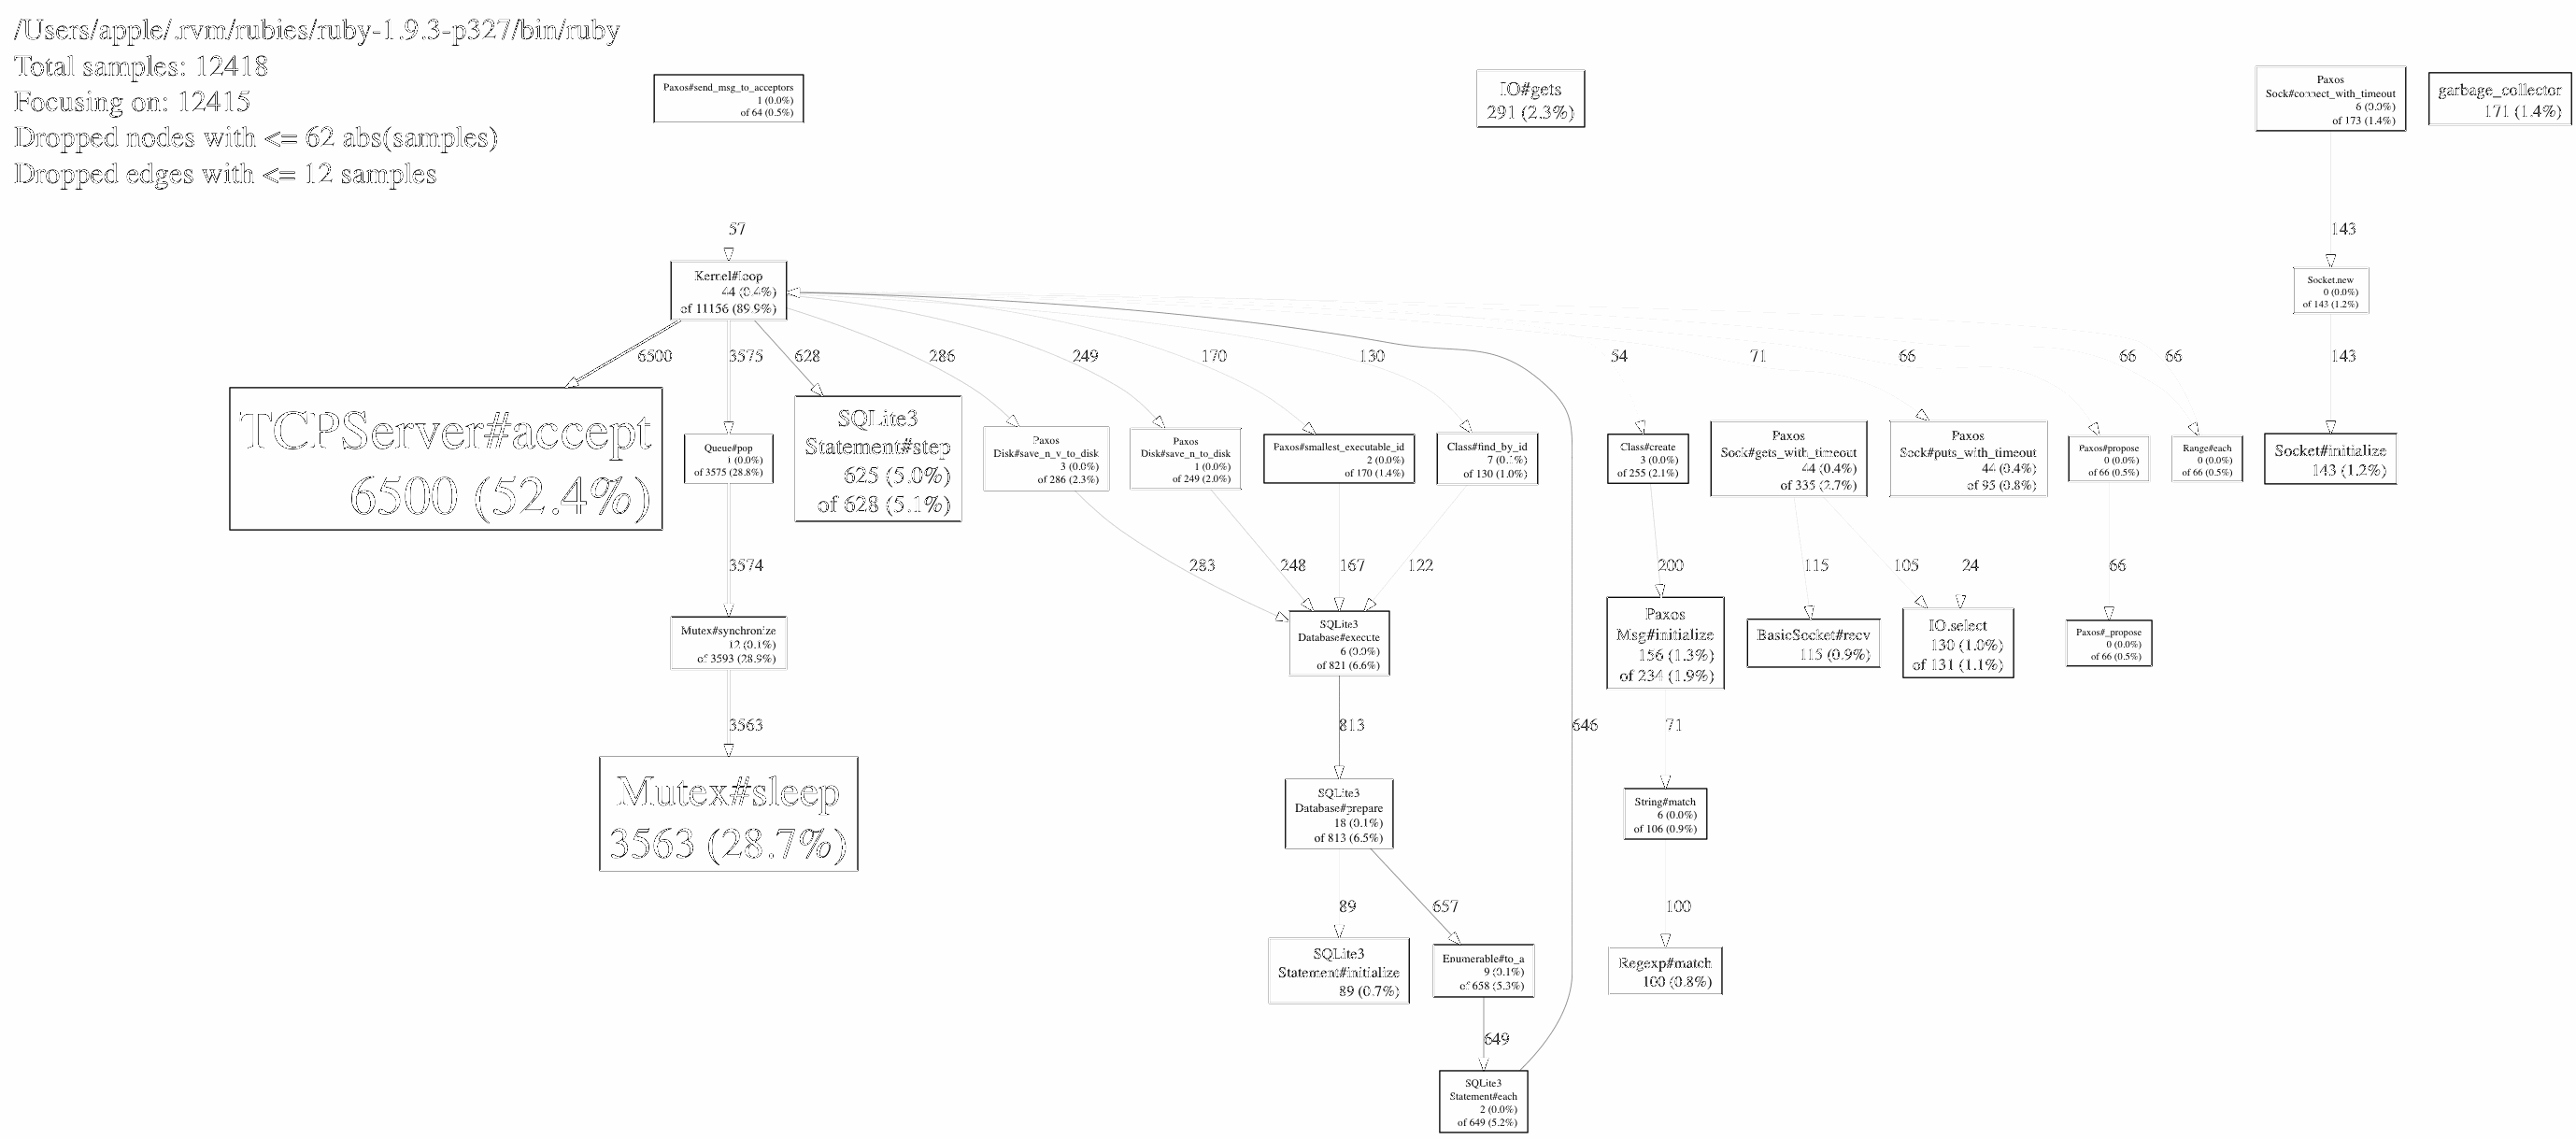 /Users/apple/.rvm/rubies/ruby-1.9.3-p327/bin/ruby
Total samples: 12418
Focusing on: 12415
Dropped nodes with <= 62 abs(samples)
Dropped edges with <= 12 samples
Paxos#send_msg_to_acceptors
1 (0.0%)
of 64 (0.5%)
IO#gets
291 (2.3%)
Paxos
Sock#connect_with_timeout
6 (0.0%)
of 173 (1.4%)
garbage_collector
171 (1.4%)
57
143
Kernel#loop
44 (0.4%)
of 11156 (89.9%)
Socket.new
0 (0.0%)
of 143 (1.2%)
6500
3575
628
286
249
170
130
54
71
66
66
66
143
TCPServer#accept
6500 (52.4%)
Queue#pop
1 (0.0%)
of 3575 (28.8%)
SQLite3
Statement#step
625 (5.0%)
of 628 (5.1%)
Paxos
Disk#save_n_v_to_disk
3 (0.0%)
of 286 (2.3%)
Paxos
Disk#save_n_to_disk
1 (0.0%)
of 249 (2.0%)
Paxos#smallest_executable_id
2 (0.0%)
of 170 (1.4%)
Class#find_by_id
7 (0.1%)
of 130 (1.0%)
Class#create
3 (0.0%)
of 255 (2.1%)
Paxos
Sock#gets_with_timeout
44 (0.4%)
of 335 (2.7%)
Paxos
Sock#puts_with_timeout
44 (0.4%)
of 95 (0.8%)
Paxos#propose
0 (0.0%)
of 66 (0.5%)
Range#each
0 (0.0%)
of 66 (0.5%)
Socket#initialize
143 (1.2%)
3574
283
248
167
122
200
115
105
24
66
Mutex#synchronize
12 (0.1%)
of 3593 (28.9%)
SQLite3
Database#execute
6 (0.0%)
of 821 (6.6%)
Paxos
Msg#initialize
156 (1.3%)
of 234 (1.9%)
BasicSocket#recv
115 (0.9%)
IO.select
130 (1.0%)
of 131 (1.1%)
Paxos#_propose
0 (0.0%)
of 66 (0.5%)
3563
813
646
71
Mutex#sleep
3563 (28.7%)
SQLite3
Database#prepare
18 (0.1%)
of 813 (6.5%)
String#match
6 (0.0%)
of 106 (0.9%)
89
657
100
SQLite3
Statement#initialize
89 (0.7%)
Enumerable#to_a
9 (0.1%)
of 658 (5.3%)
Regexp#match
100 (0.8%)
649
SQLite3
Statement#each
2 (0.0%)
of 649 (5.2%)